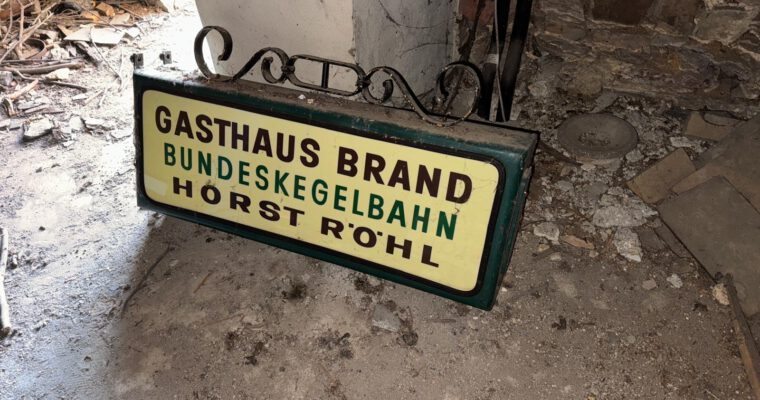 GASTHAUS BRAND
BUNDESKEGELBAHN
HORST RÖHL